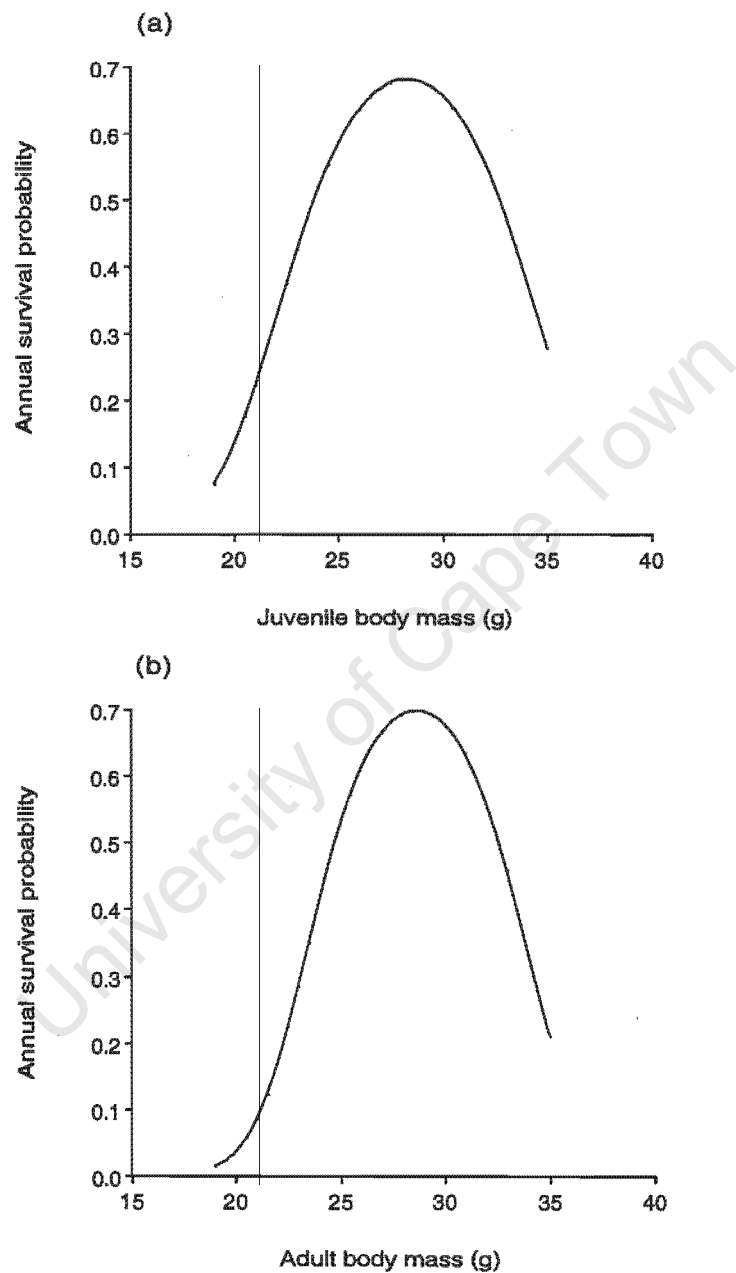 (a)
Annual survival probability
0.7
0.6
0.5
0.4
0.3
0.2
0.1
0.0
15 20 25 30 35 40
Juvenile body mass (g)
(b)
Annual survival probability
0.7
0.6
0.5
0.4
0.3
0.2
0.1
0.0
15 20 25 30 35 40
Adult body mass (g)
University of Cape Town